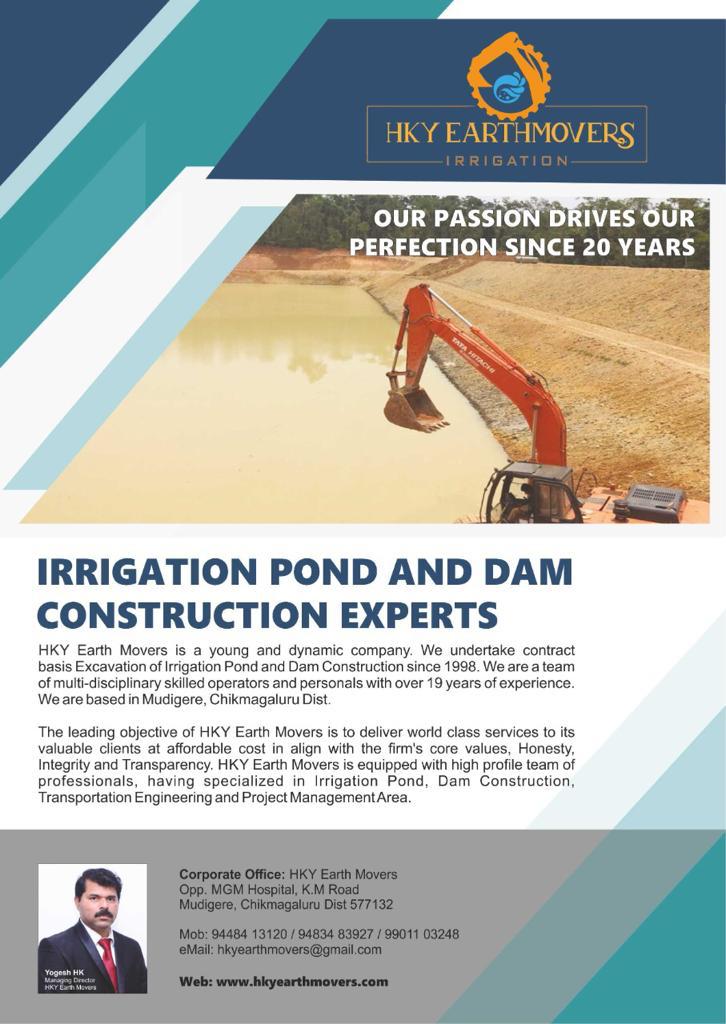 HKY EARTHMOVERS
IRRIGATION
OUR PASSION DRIVES OUR
PERFECTION SINCE 20 YEARS
TATA HITACHI
IRRIGATION POND AND DAM
CONSTRUCTION EXPERTS
HKY Earth Movers is a young and dynamic company. We undertake contract
basis Excavation of Irrigation Pond and Dam Construction since 1998. We are a team
of multi-disciplinary skilled operators and personals with over 19 years of experience.
We are based in Mudigere, Chikmagaluru Dist.
The leading objective of HKY Earth Movers is to deliver world class services to its
valuable clients at affordable cost in align with the firm's core values, Honesty,
Integrity and Transparency. HKY Earth Movers is equipped with high profile team of
professionals, having specialized in Irrigation Pond, Dam Construction,
Transportation Engineering and Project Management Area.
Corporate Office: HKY Earth Movers
Opp. MGM Hospital, K.M Road
Mudigere, Chikmagaluru Dist 577132
Mob: 94484 13120 / 94834 83927 / 99011 03248
eMail: hkyearthmovers@gmail.com
Web: www.hkyearthmovers.com
Yogesh HK
Managing Director
HKY Earth Movers